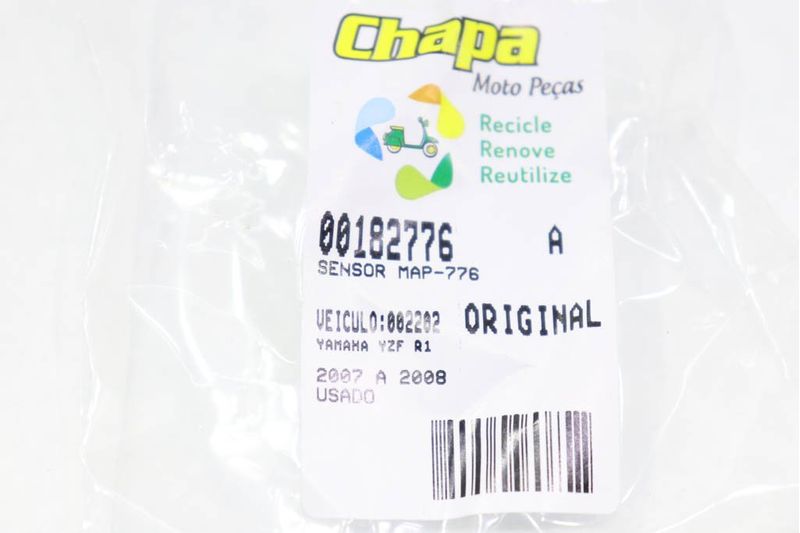 Chapa
Moto Peças
Recicle
Renove
Reutilize
00182776 A
SENSOR MAP-776
VEICULO:002202 ORIGINAL
YAMAHA YZF R1
2007 A 2008
USADO